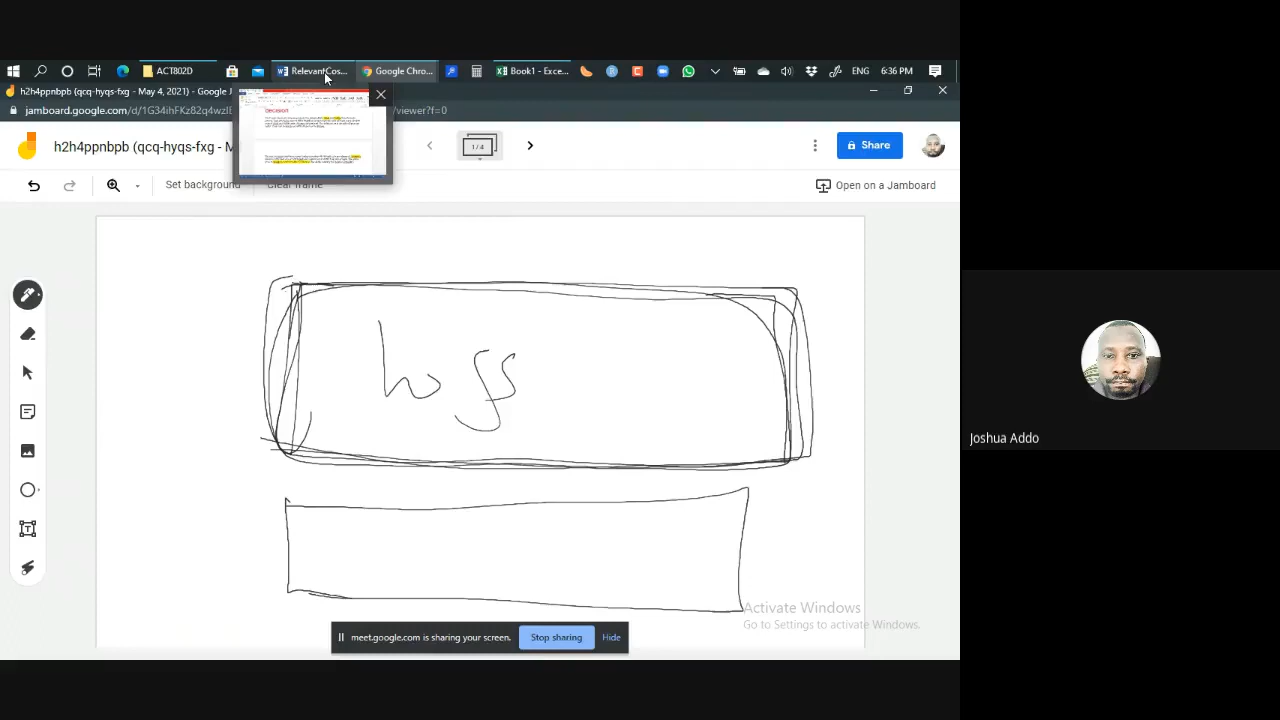 ACT802D
RelevantCos...
Google Chro...
Book1 - Exce...
ENG
6:36 PM
h2h4ppnbpb (qcq-hyqs-fxg - May 4, 2021) - Google J
jamboard.google.com/d/1G34ihFKz82q4wzlE
viewer?f=0
decision
h2h4ppnbpb (qcq-hyqs-fxg - M
1 / 4
Share
Set background
Clear frame
Open on a Jamboard
Joshua Addo
Activate Windows
Go to Settings to activate Windows.
meet.google.com is sharing your screen.
Stop sharing
Hide